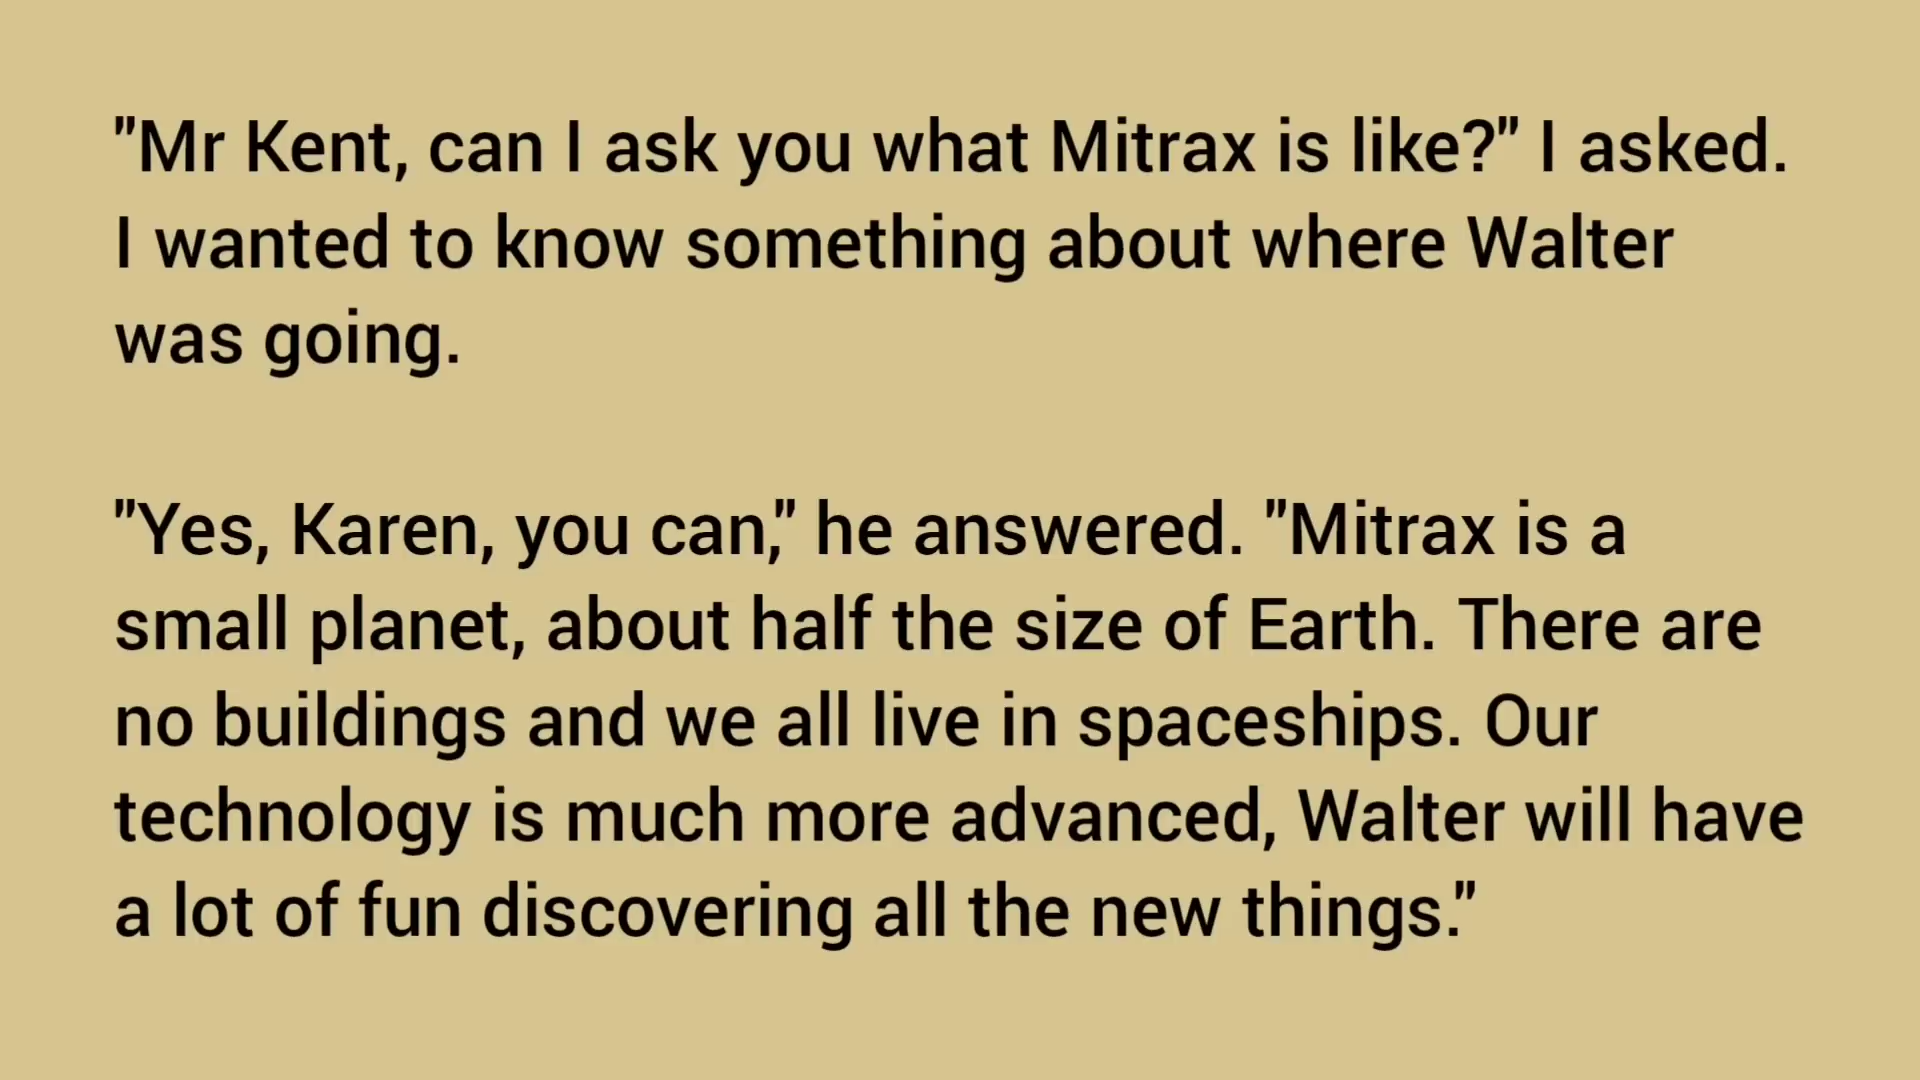 "Mr Kent, can I ask you what Mitrax is like?" I asked.
I wanted to know something about where Walter
was going.
"Yes, Karen, you can," he answered. "Mitrax is a
small planet, about half the size of Earth. There are
no buildings and we all live in spaceships. Our
technology is much more advanced, Walter will have
a lot of fun discovering all the new things."